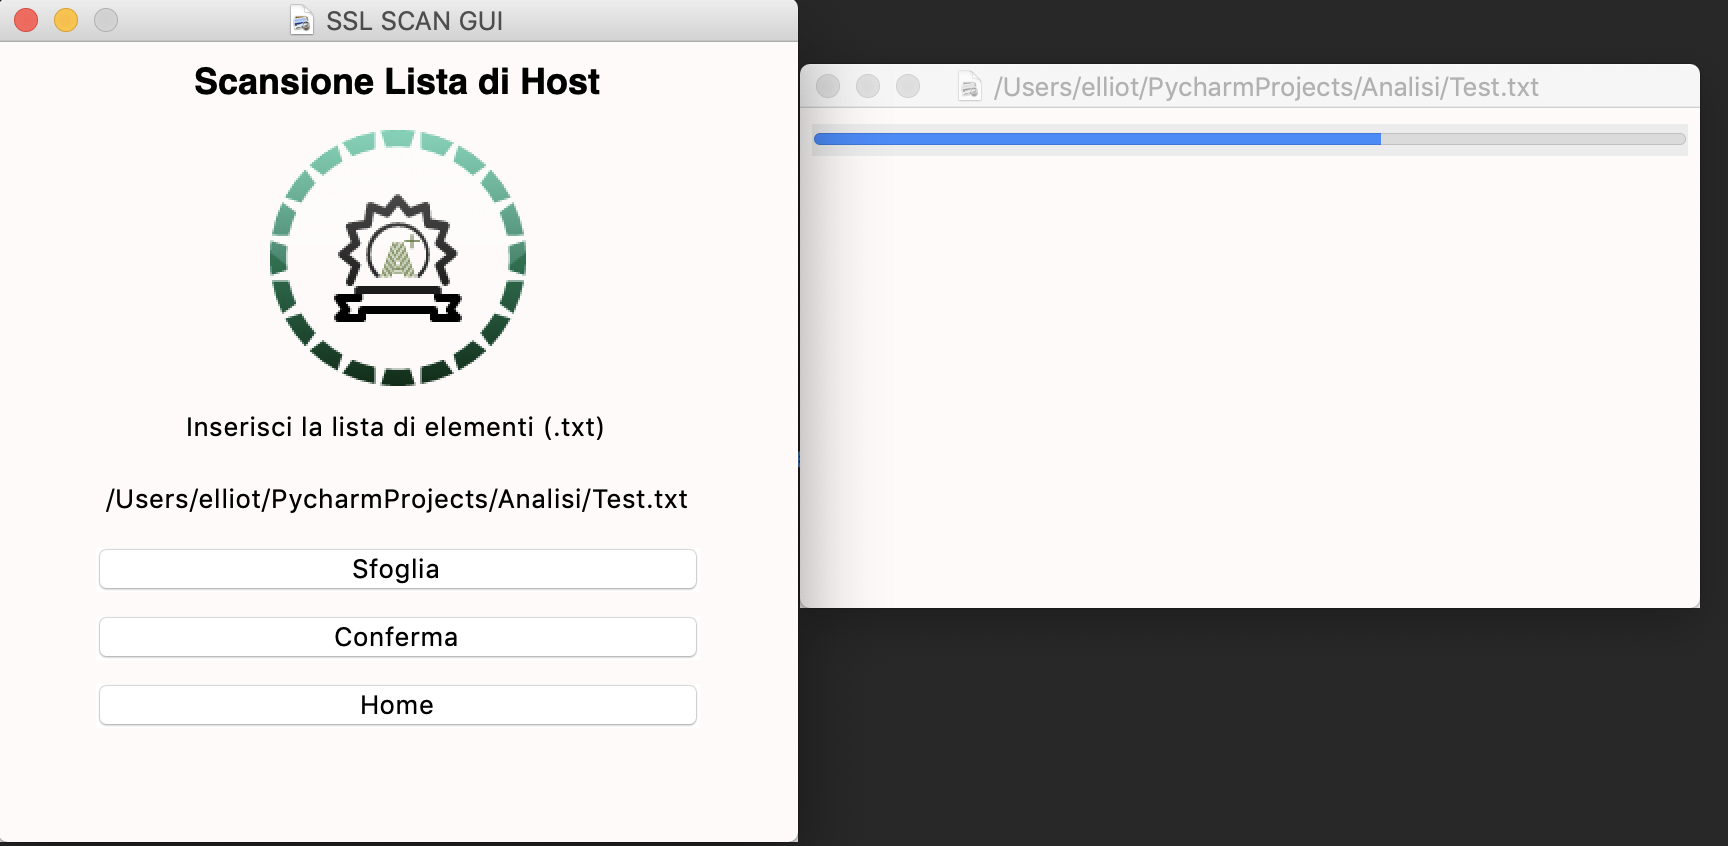 SSL SCAN GUI
Scansione Lista di Host
A+
Inserisci la lista di elementi (.txt)
/Users/elliot/PycharmProjects/Analisi/Test.txt
Sfoglia
Conferma
Home
/Users/elliot/PycharmProjects/Analisi/Test.txt